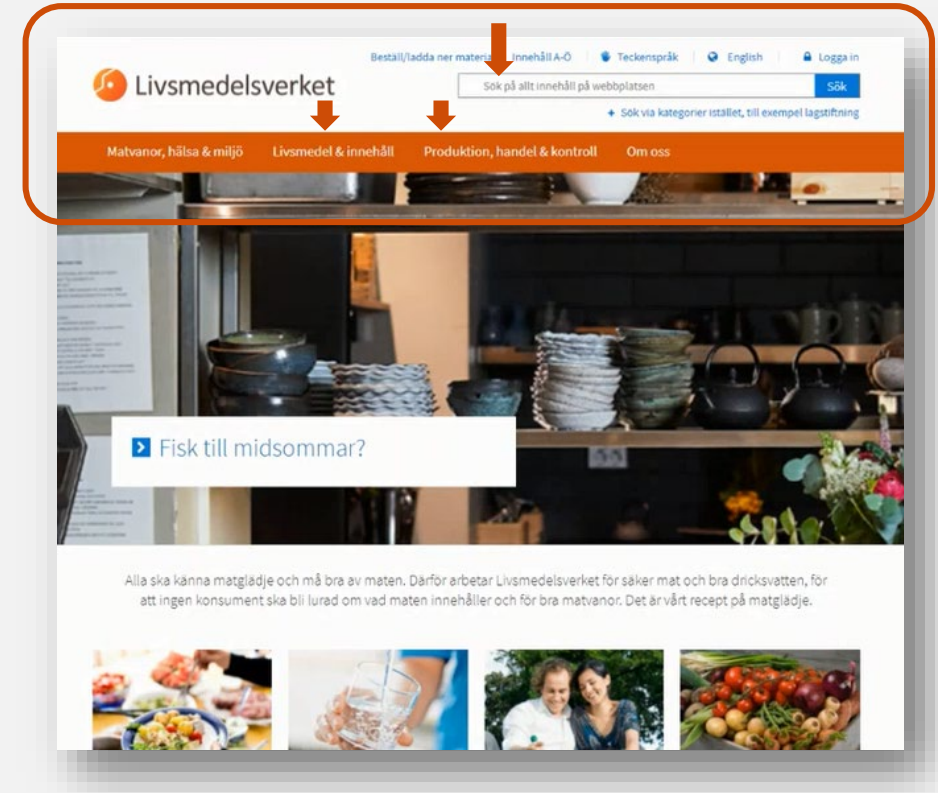 Beställ/ladda ner materia Innehåll A-Ö Teckenspråk English Logga in
Livsmedelsverket
Sök på allt innehåll på webbplatsen Sök
+ Sök via kategorier istället, till exempel lagstiftning
Matvanor, hälsa & miljö Livsmedel & innehåll Produktion, handel & kontroll Om oss
Fisk till midsommar?
Alla ska känna matglädje och må bra av maten. Därför arbetar Livsmedelsverket för säker mat och bra dricksvatten, för
att ingen konsument ska bli lurad om vad maten innehåller och för bra matvanor. Det är vårt recept på matglädje.